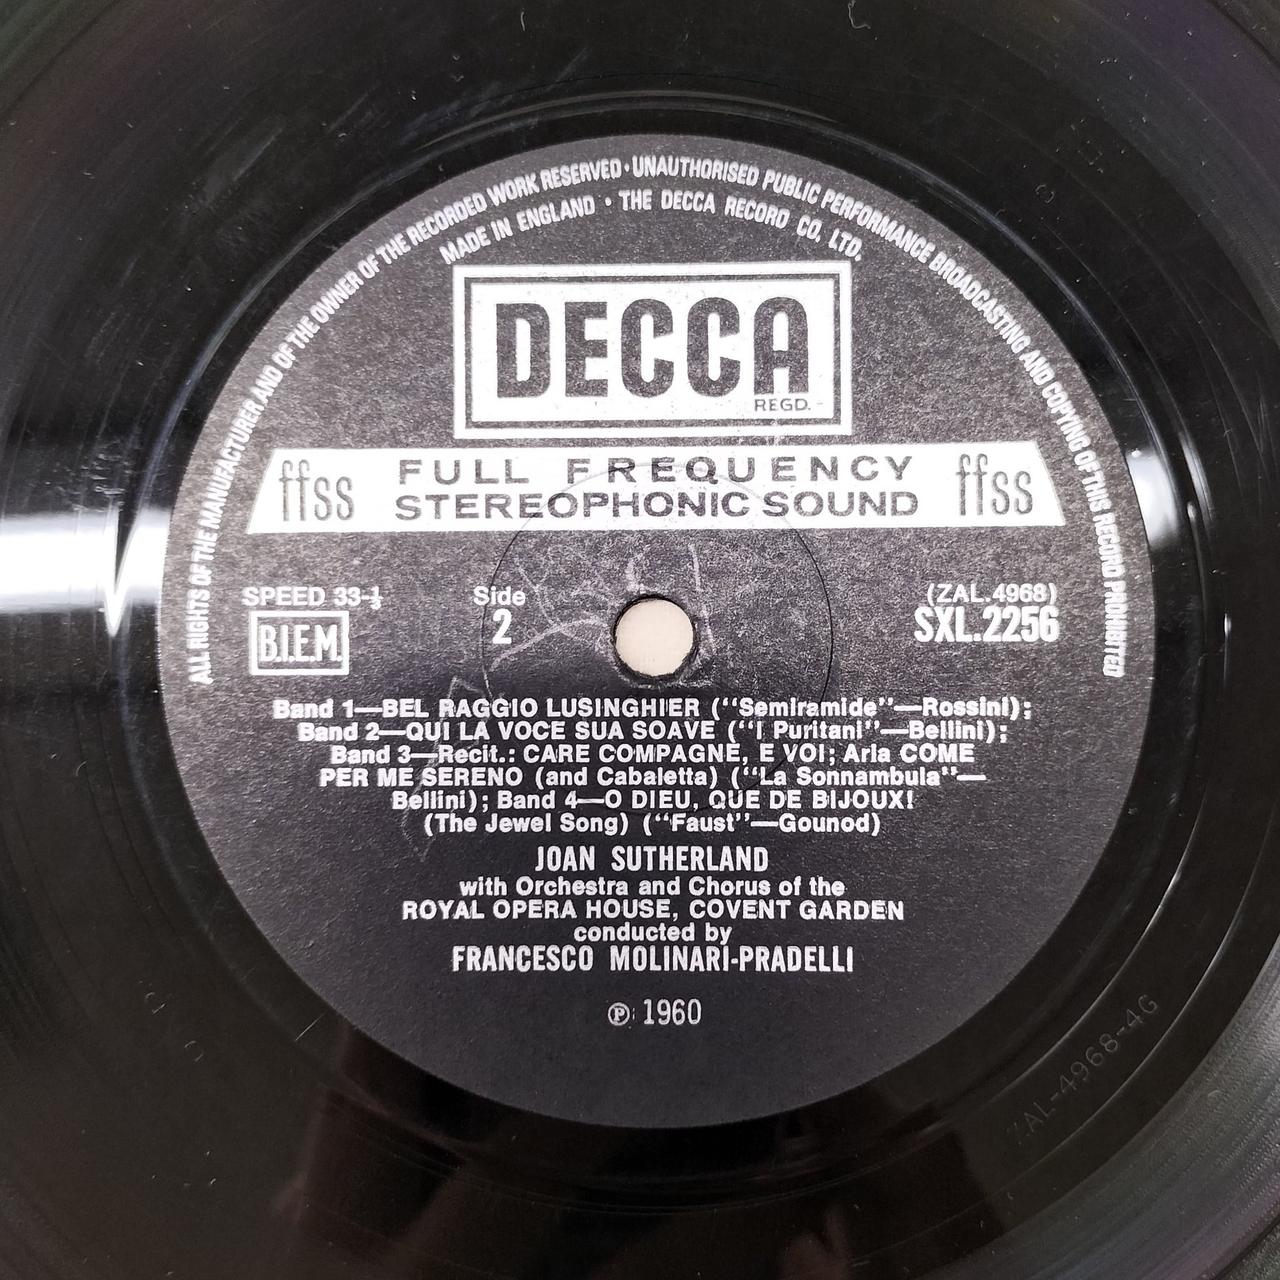 ALL RIGHTS OF THE MANUFACTURER AND OF THE OWNER OF THE RECORDED WORK RESERVED · UNAUTHORISED PUBLIC PERFORMANCE BROADCASTING AND COPYING OF THIS RECORD PROHIBITED
MADE IN ENGLAND · THE DECCA RECORD CO. LTD.
DECCA
REGD.
ffss FULL FREQUENCY STEREOPHONIC SOUND ffss
SPEED 33-⅓
B.I.E.M.
Side
2
(ZAL.4968)
SXL.2256
Band 1—BEL RAGGIO LUSINGHIER (“Semiramide”—Rossini);
Band 2—QUI LA VOCE SUA SOAVE (“I Puritani”—Bellini);
Band 3—Recit.: CARE COMPAGNE, E VOI; Aria COME
PER ME SERENO (and Cabaletta) (“La Sonnambula”—
Bellini); Band 4—O DIEU, QUE DE BIJOUX!
(The Jewel Song) (“Faust”—Gounod)
JOAN SUTHERLAND
with Orchestra and Chorus of the
ROYAL OPERA HOUSE, COVENT GARDEN
conducted by
FRANCESCO MOLINARI-PRADELLI
℗ 1960
ZAL-4968-4G